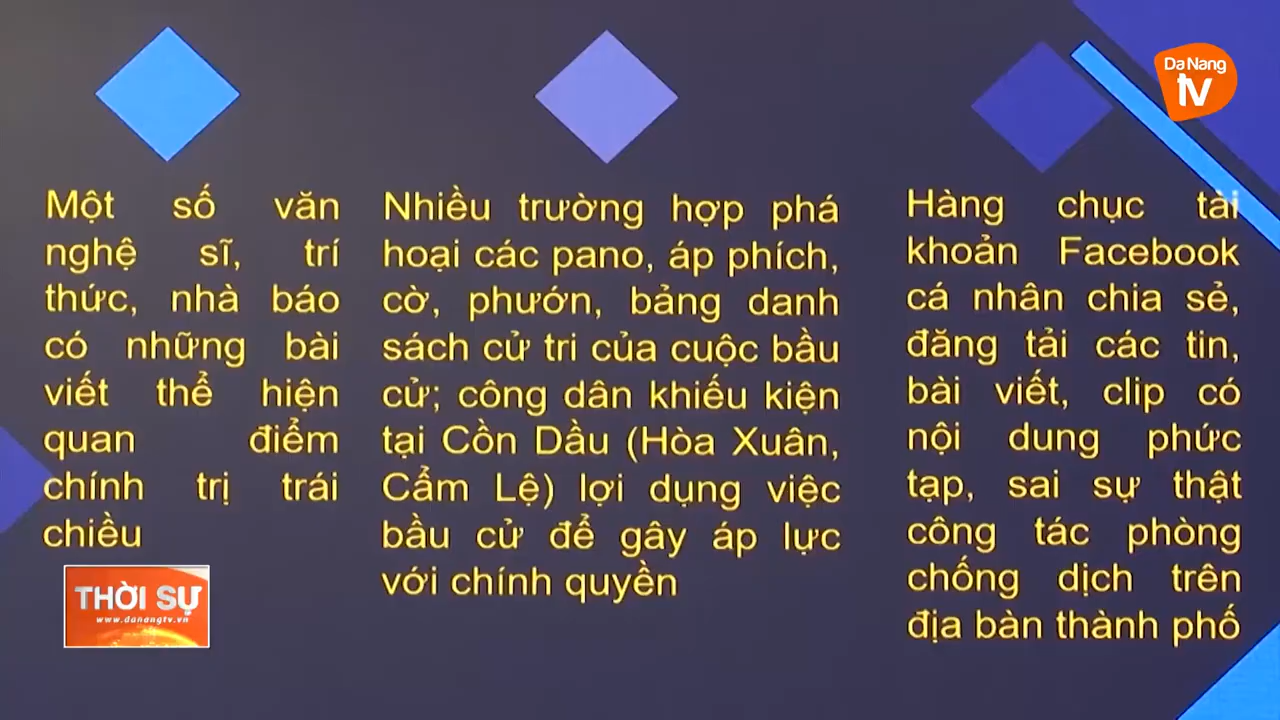 Da Nang
tv
Một số văn
nghệ sĩ, trí
thức, nhà báo
có những bài
viết thể hiện
quan điểm
chính trị trái
chiều
Nhiều trường hợp phá
hoại các pano, áp phích,
cờ, phướn, bảng danh
sách cử tri của cuộc bầu
cử; công dân khiếu kiện
tại Cồn Dầu (Hòa Xuân,
Cẩm Lệ) lợi dụng việc
bầu cử để gây áp lực
với chính quyền
Hàng chục tài
khoản Facebook
cá nhân chia sẻ,
đăng tải các tin,
bài viết, clip có
nội dung phức
tạp, sai sự thật
công tác phòng
chống dịch trên
địa bàn thành phố
THỜI SỰ
www.danangtv.vn